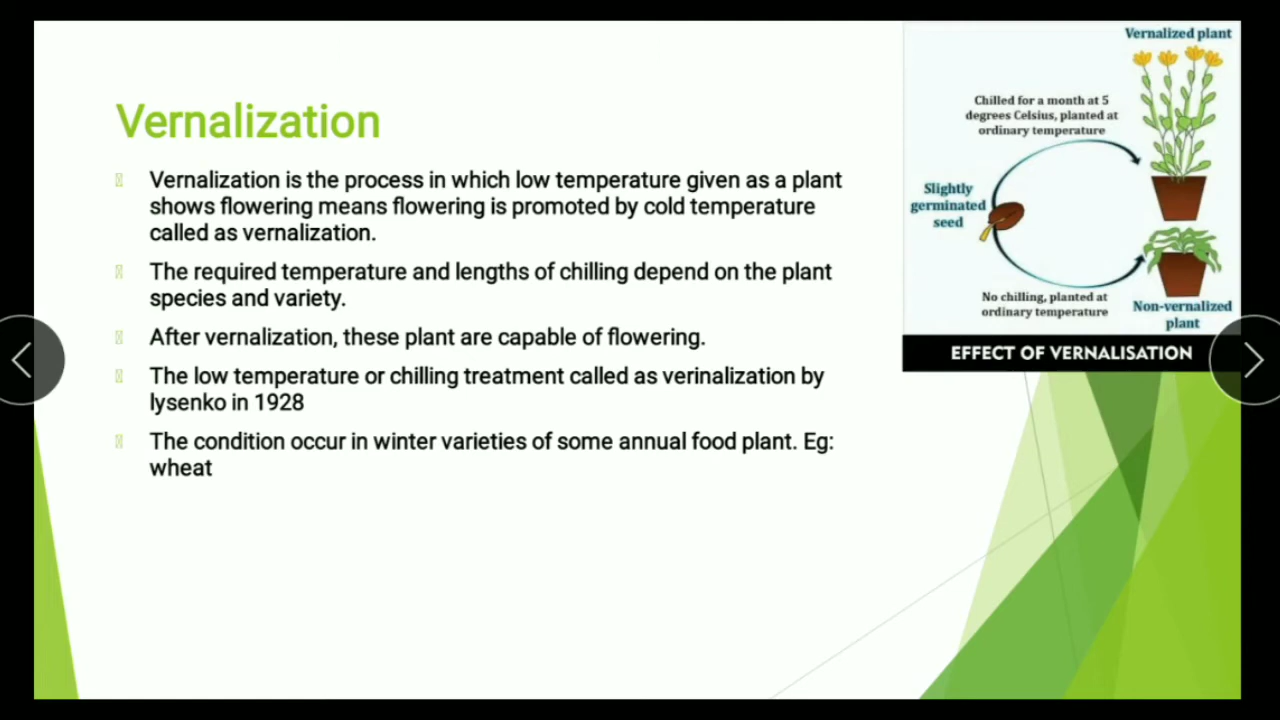 Vernalization
Vernalization is the process in which low temperature given as a plant
shows flowering means flowering is promoted by cold temperature
called as vernalization.
The required temperature and lengths of chilling depend on the plant
species and variety.
After vernalization, these plant are capable of flowering.
The low temperature or chilling treatment called as verinalization by
lysenko in 1928
The condition occur in winter varieties of some annual food plant. Eg:
wheat
Vernalized plant
Chilled for a month at 5
degrees Celsius, planted at
ordinary temperature
Slightly
germinated
seed
No chilling, planted at
ordinary temperature
Non-vernalized
plant
EFFECT OF VERNALISATION